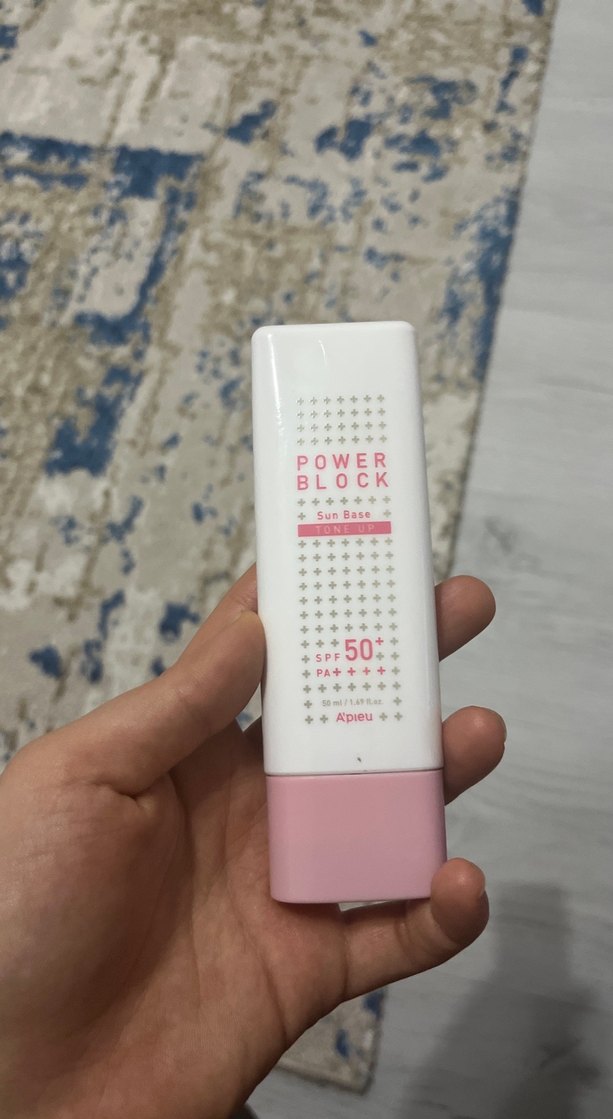 POWER
BLOCK
Sun Base
TONE UP
SPF 50+
PA++++
50 ml / 1.69 fl.oz.
A'pieu